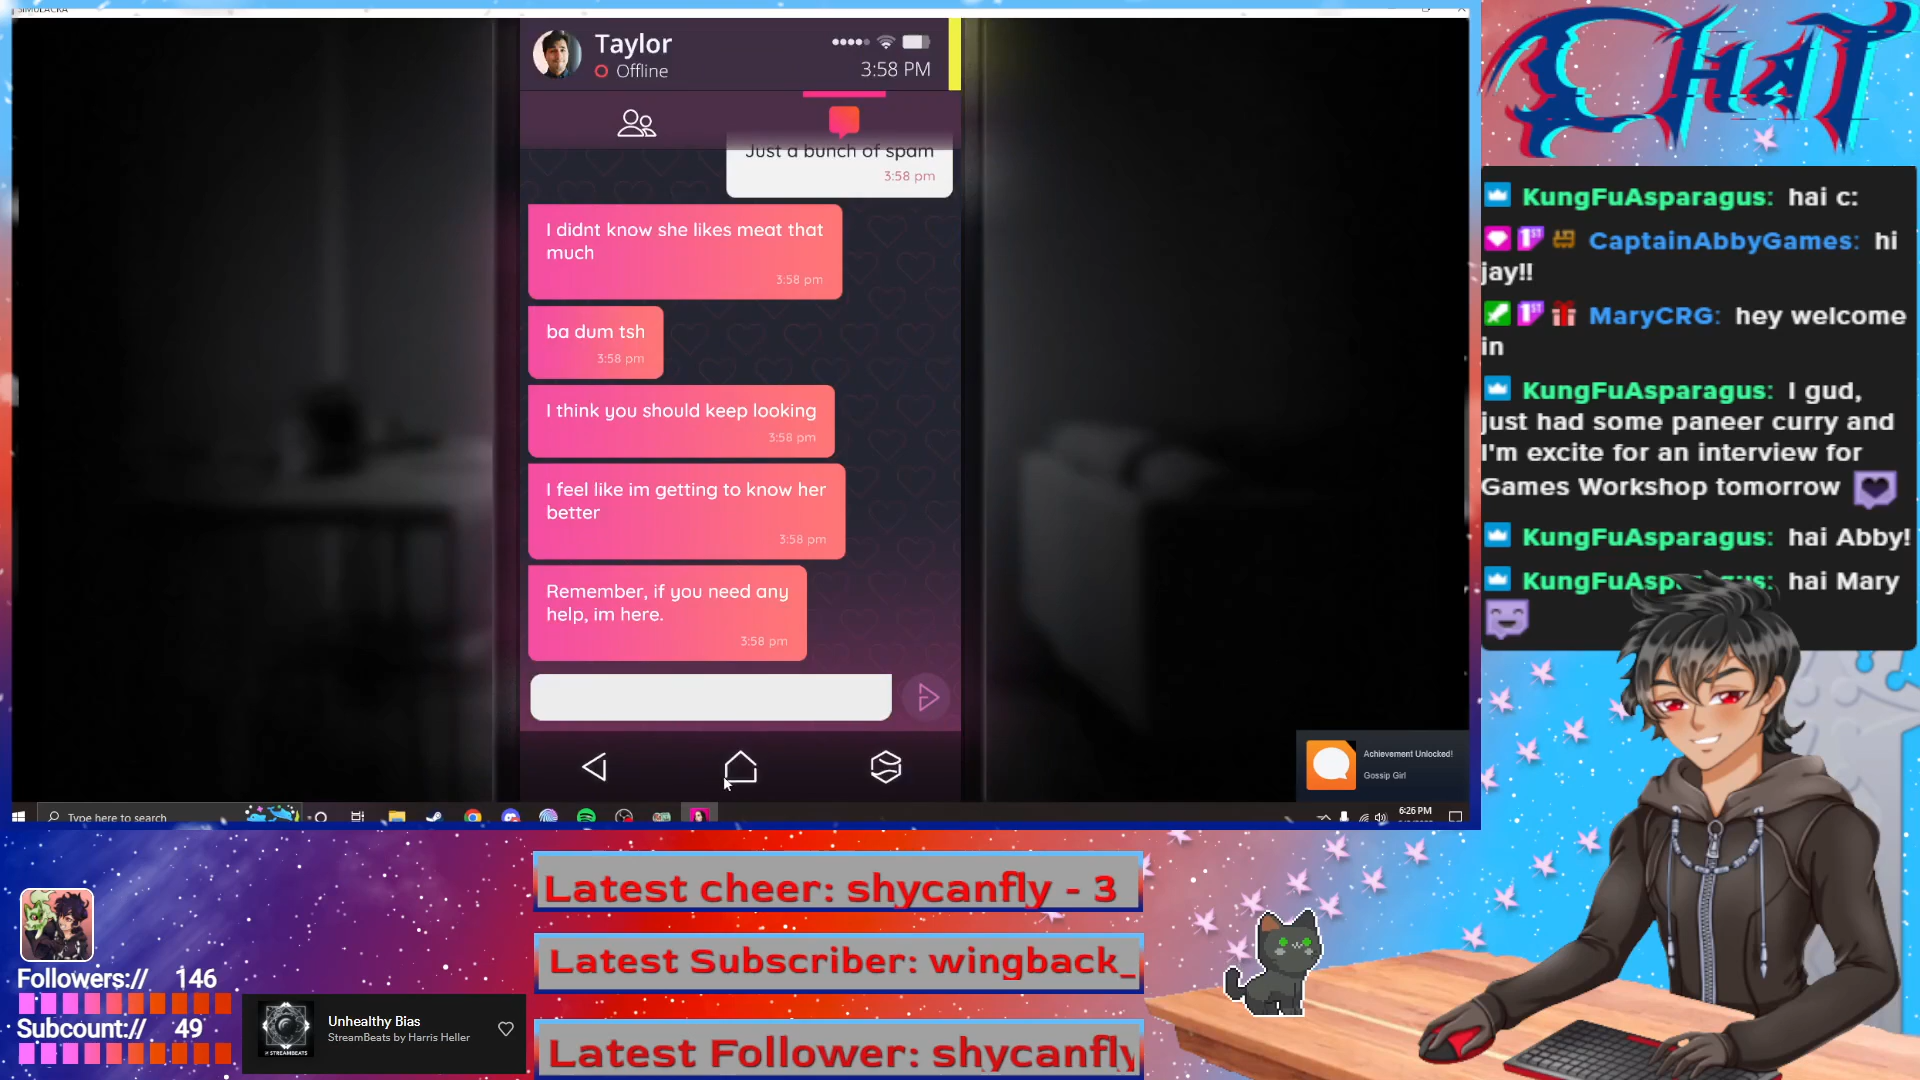 SIMULACRA
Taylor
Offline
3:58 PM
Just a bunch of spam
3:58 pm
I didnt know she likes meat that
much
3:58 pm
ba dum tsh
3:58 pm
I think you should keep looking
3:58 pm
I feel like im getting to know her
better
3:58 pm
Remember, if you need any
help, im here.
3:58 pm
Achievement Unlocked!
Gossip Girl
Type here to search
6:26 PM
ChaT
KungFuAsparagus: hai c:
CaptainAbbyGames: hi
jay!!
MaryCRG: hey welcome
in
KungFuAsparagus: I gud,
just had some paneer curry and
I'm excite for an interview for
Games Workshop tomorrow
KungFuAsparagus: hai Abby!
KungFuAsparagus: hai Mary
Latest cheer: shycanfly - 3
Latest Subscriber: wingback_
Latest Follower: shycanfly
Followers:// 146
Subcount:// 49
STREAMBEATS
Unhealthy Bias
StreamBeats by Harris Heller